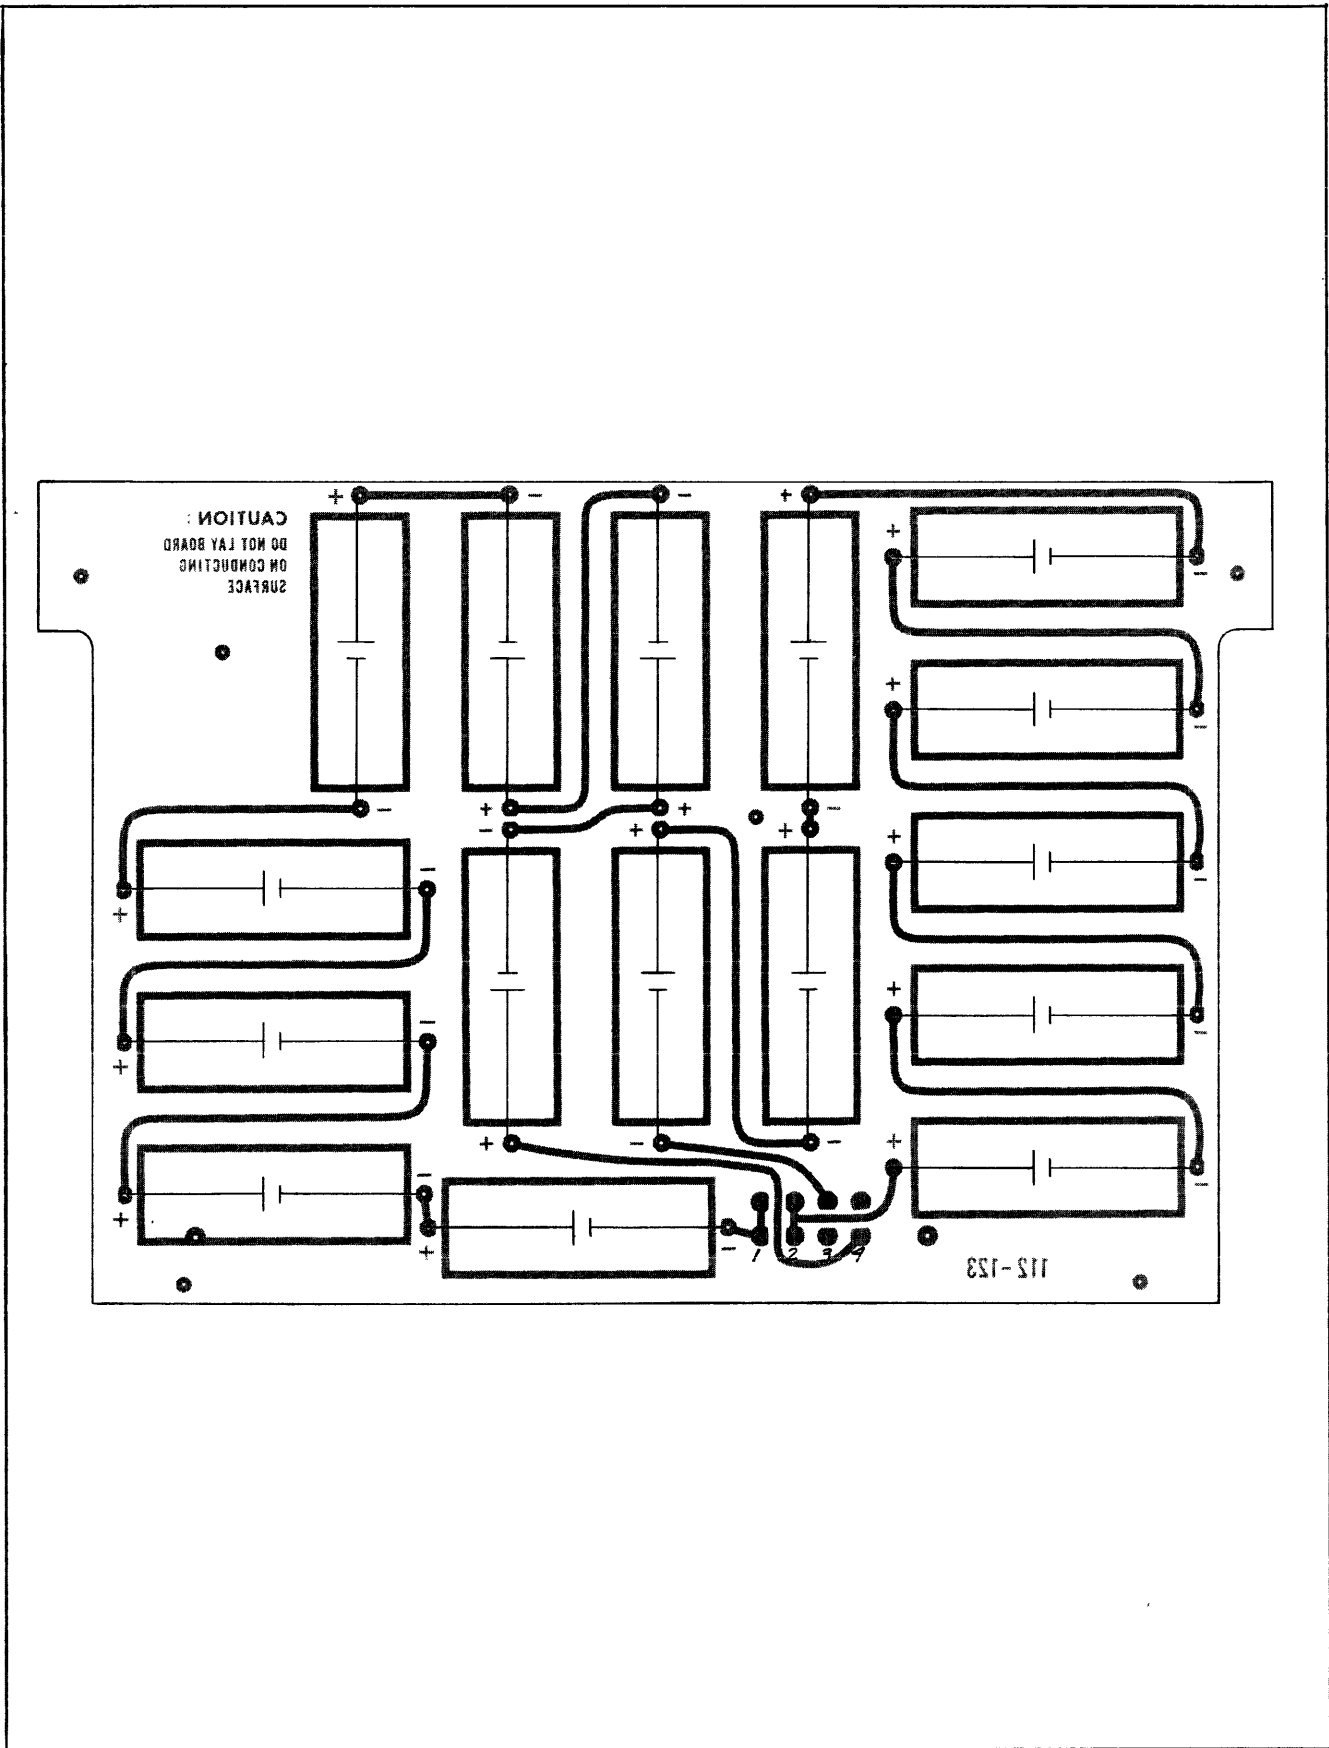 + - - +
CAUTION :
DO NOT LAY BOARD
ON CONDUCTING
SURFACE
+
-
+
-
- + + -
- + +
+
-
-
+
+
-
-
+
+ - -
+
-
-
+
+ -
1 2 3 4
112-123